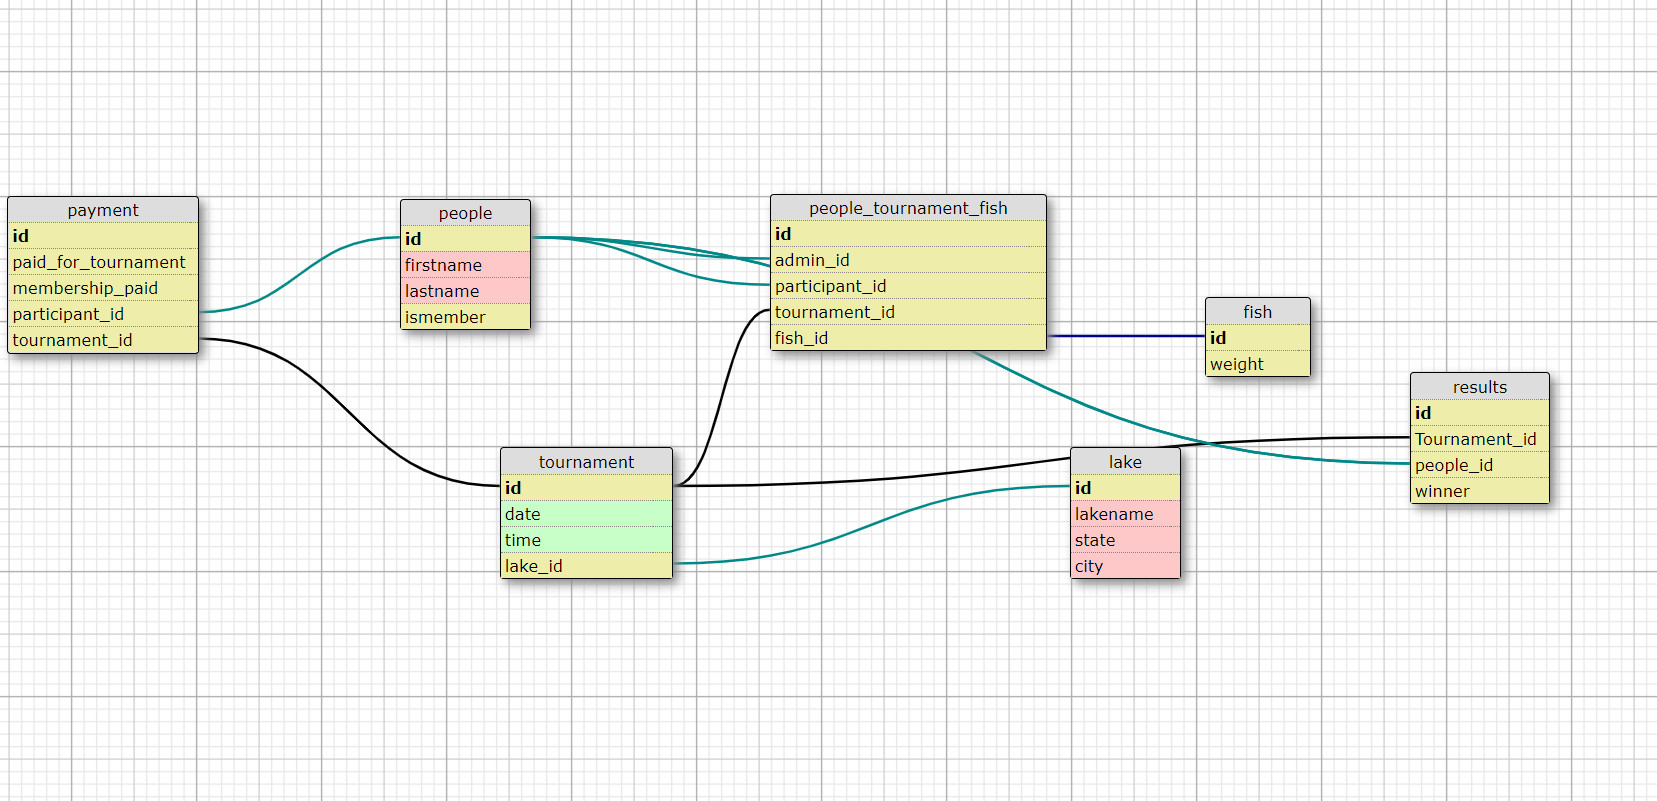 payment
id
paid_for_tournament
membership_paid
participant_id
tournament_id
people
id
firstname
lastname
ismember
people_tournament_fish
id
admin_id
participant_id
tournament_id
fish_id
fish
id
weight
results
id
Tournament_id
people_id
winner
tournament
id
date
time
lake_id
lake
id
lakename
state
city